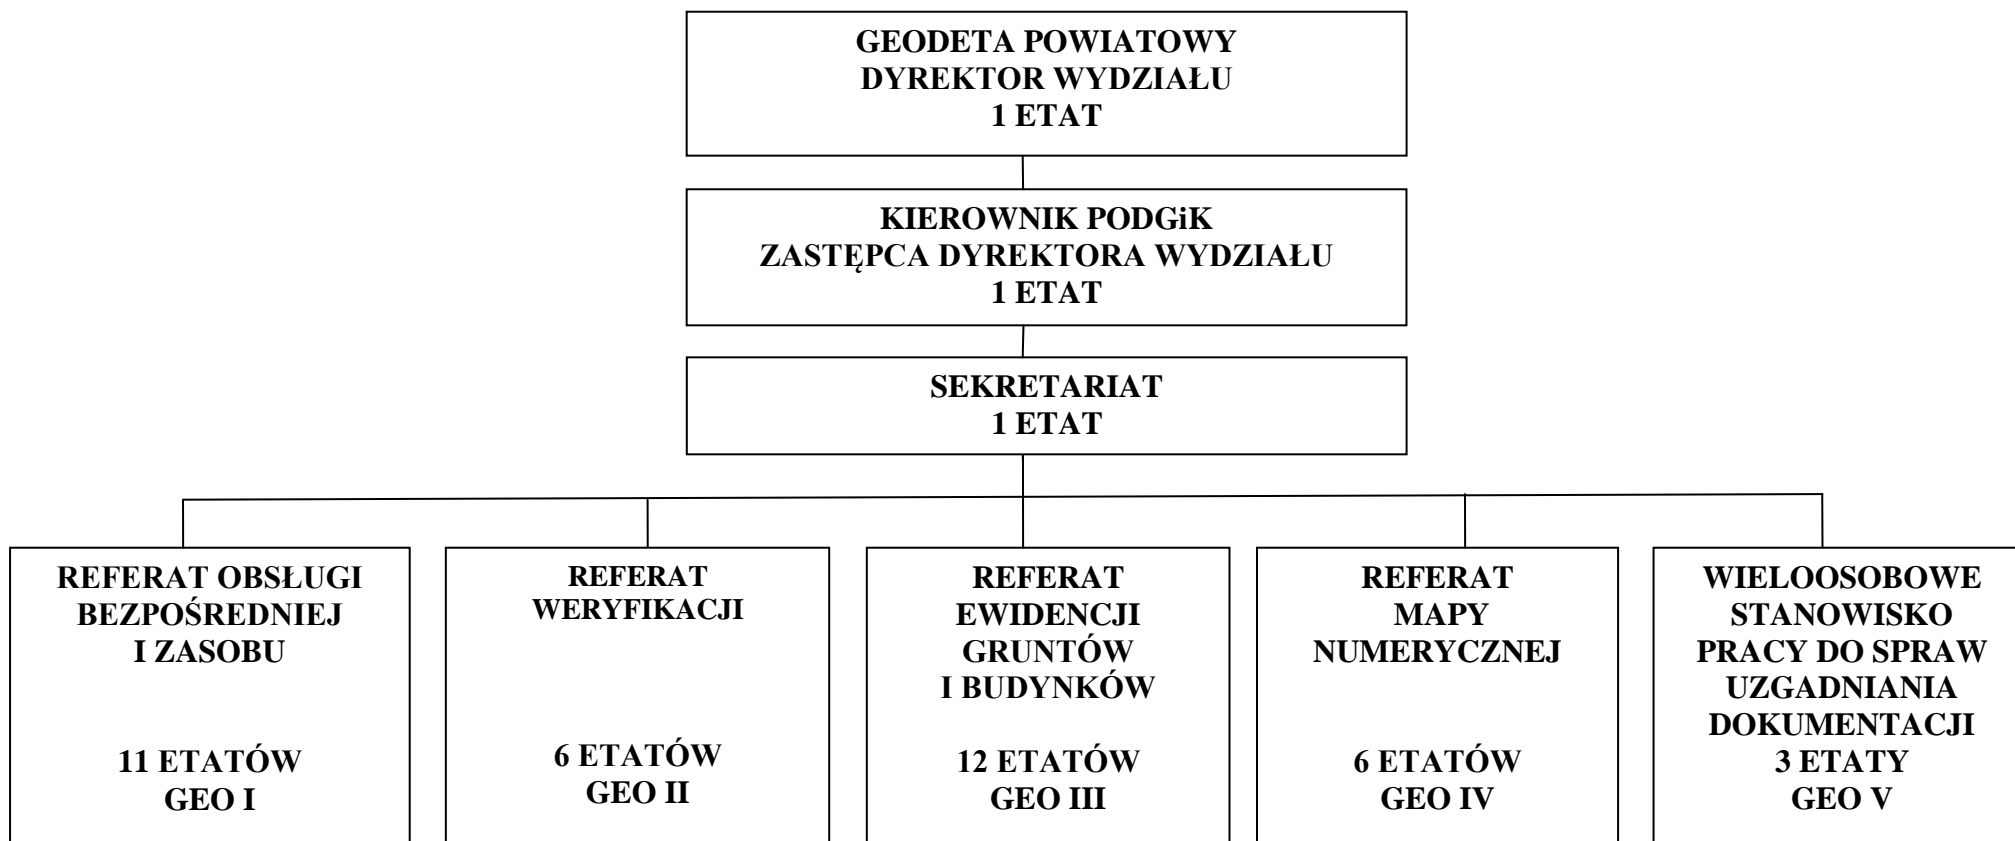 GEODETA POWIATOWY
DYREKTOR WYDZIAŁU
1 ETAT
KIEROWNIK PODGiK
ZASTĘPCA DYREKTORA WYDZIAŁU
1 ETAT
SEKRETARIAT
1 ETAT
REFERAT OBSŁUGI
BEZPOŚREDNIEJ
I ZASOBU
11 ETATÓW
GEO I
REFERAT
WERYFIKACJI
6 ETATÓW
GEO II
REFERAT
EWIDENCJI
GRUNTÓW
I BUDYNKÓW
12 ETATÓW
GEO III
REFERAT
MAPY
NUMERYCZNEJ
6 ETATÓW
GEO IV
WIELOOSOBOWE
STANOWISKO
PRACY DO SPRAW
UZGADNIANIA
DOKUMENTACJI
3 ETATY
GEO V